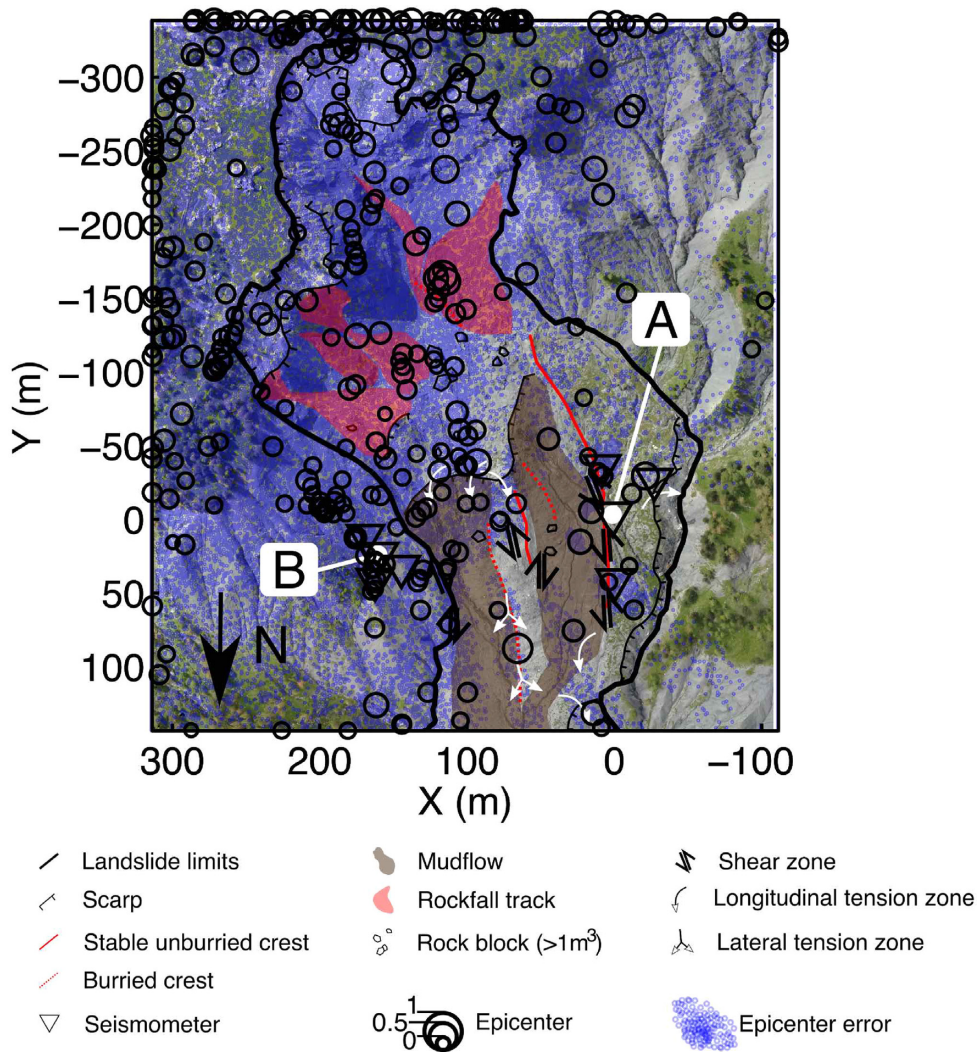 −300
−250
−200
−150
−100
−50
0
50
100
Y (m)
A
B
N
300 200 100 0 −100
X (m)
Landslide limits
Scarp
Stable unburried crest
Burried crest
Seismometer
Mudflow
Rockfall track
Rock block (>1m³)
1
0.5
0
Epicenter
Shear zone
Longitudinal tension zone
Lateral tension zone
Epicenter error